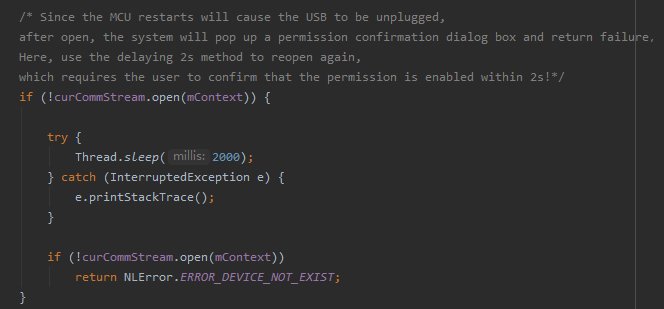 /* Since the MCU restarts will cause the USB to be unplugged,
after open, the system will pop up a permission confirmation dialog box and return failure.
Here, use the delaying 2s method to reopen again,
which requires the user to confirm that the permission is enabled within 2s!*/
if (!curCommStream.open(mContext)) {
try {
Thread.sleep( millis: 2000);
} catch (InterruptedException e) {
e.printStackTrace();
}
if (!curCommStream.open(mContext))
return NLError.ERROR_DEVICE_NOT_EXIST;
}